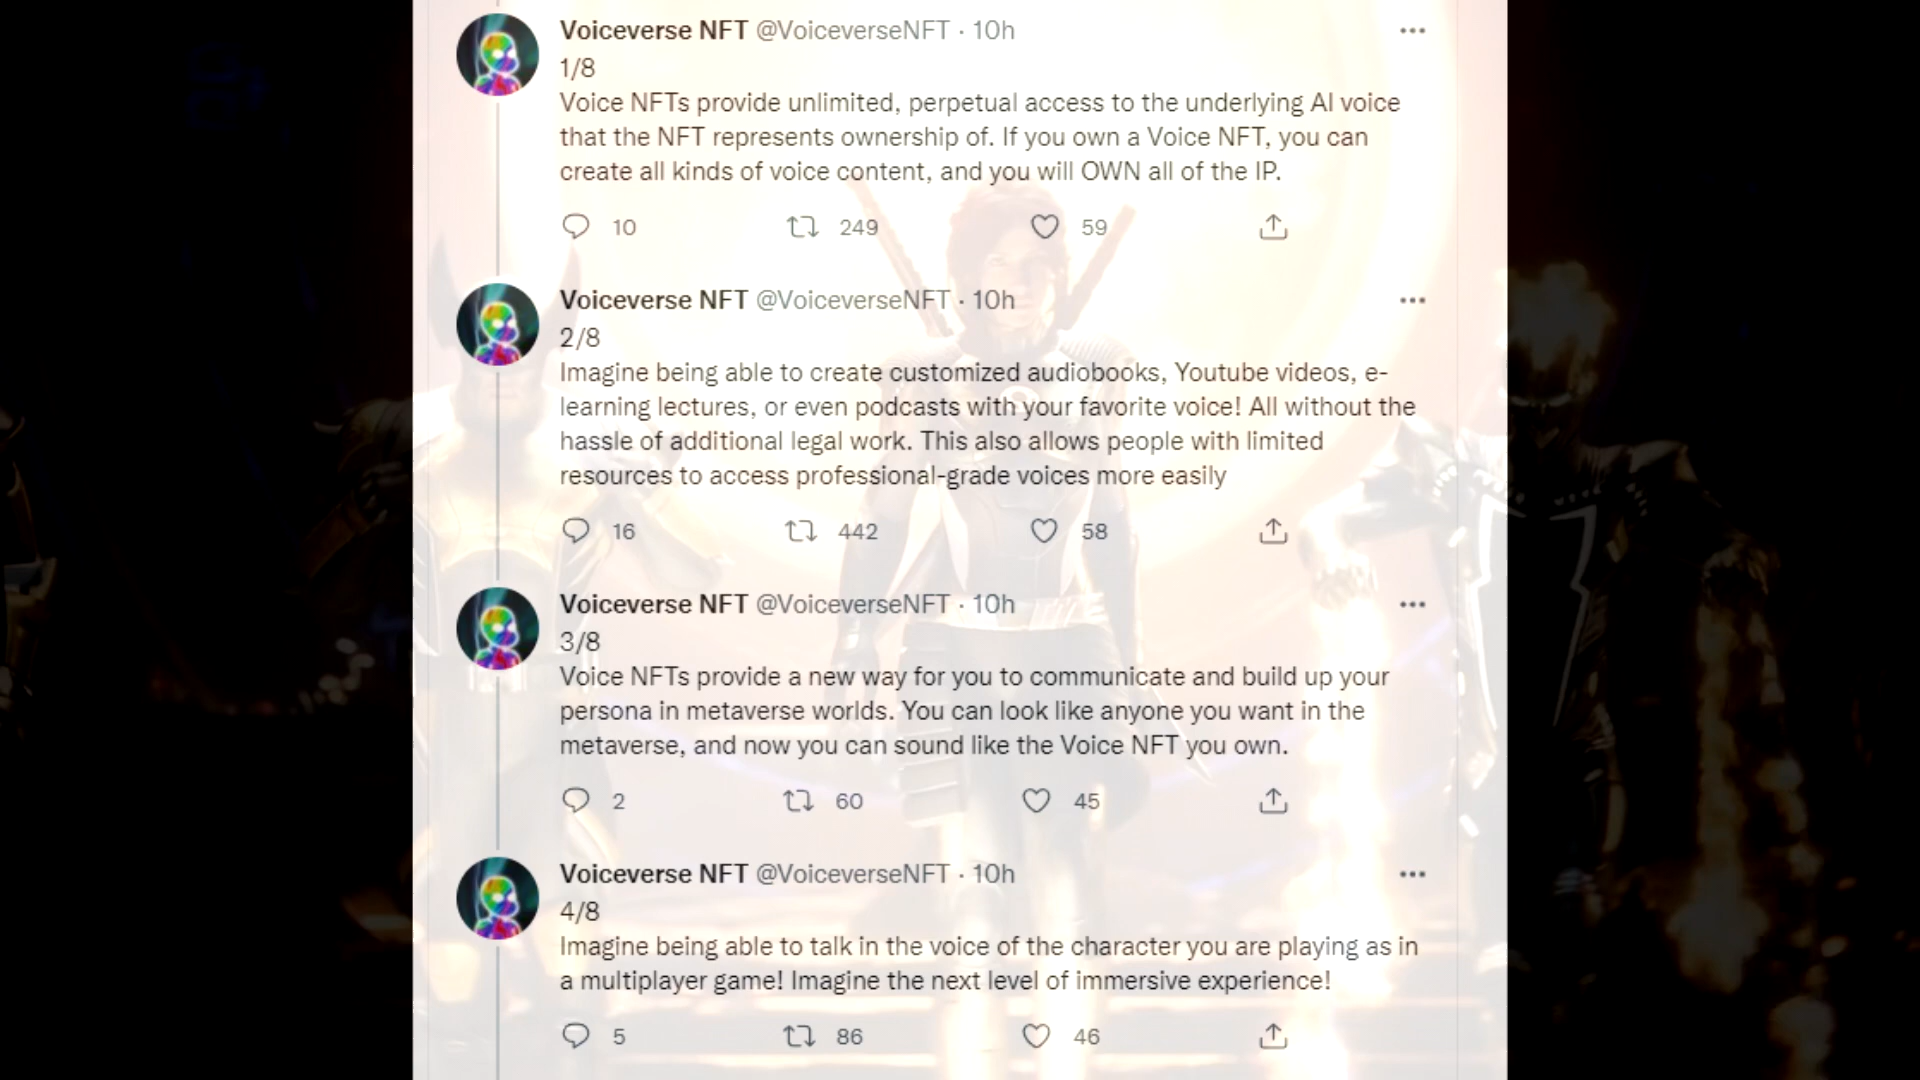 Voiceverse NFT @VoiceverseNFT · 10h
1/8
Voice NFTs provide unlimited, perpetual access to the underlying AI voice
that the NFT represents ownership of. If you own a Voice NFT, you can
create all kinds of voice content, and you will OWN all of the IP.
10 249 59
Voiceverse NFT @VoiceverseNFT · 10h
2/8
Imagine being able to create customized audiobooks, Youtube videos, e-
learning lectures, or even podcasts with your favorite voice! All without the
hassle of additional legal work. This also allows people with limited
resources to access professional-grade voices more easily
16 442 58
Voiceverse NFT @VoiceverseNFT · 10h
3/8
Voice NFTs provide a new way for you to communicate and build up your
persona in metaverse worlds. You can look like anyone you want in the
metaverse, and now you can sound like the Voice NFT you own.
2 60 45
Voiceverse NFT @VoiceverseNFT · 10h
4/8
Imagine being able to talk in the voice of the character you are playing as in
a multiplayer game! Imagine the next level of immersive experience!
5 86 46